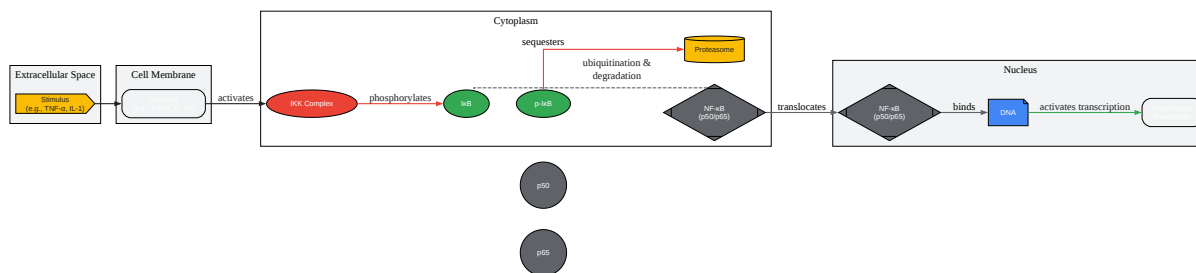 Extracellular Space
Stimulus
(e.g., TNF-α, IL-1)
Cell Membrane
activates
Cytoplasm
IKK Complex
phosphorylates
IκB
sequesters
p-IκB
ubiquitination &
degradation
Proteasome
NF-κB
(p50/p65)
translocates
Nucleus
NF-κB
(p50/p65)
binds
DNA
activates transcription
p50
p65